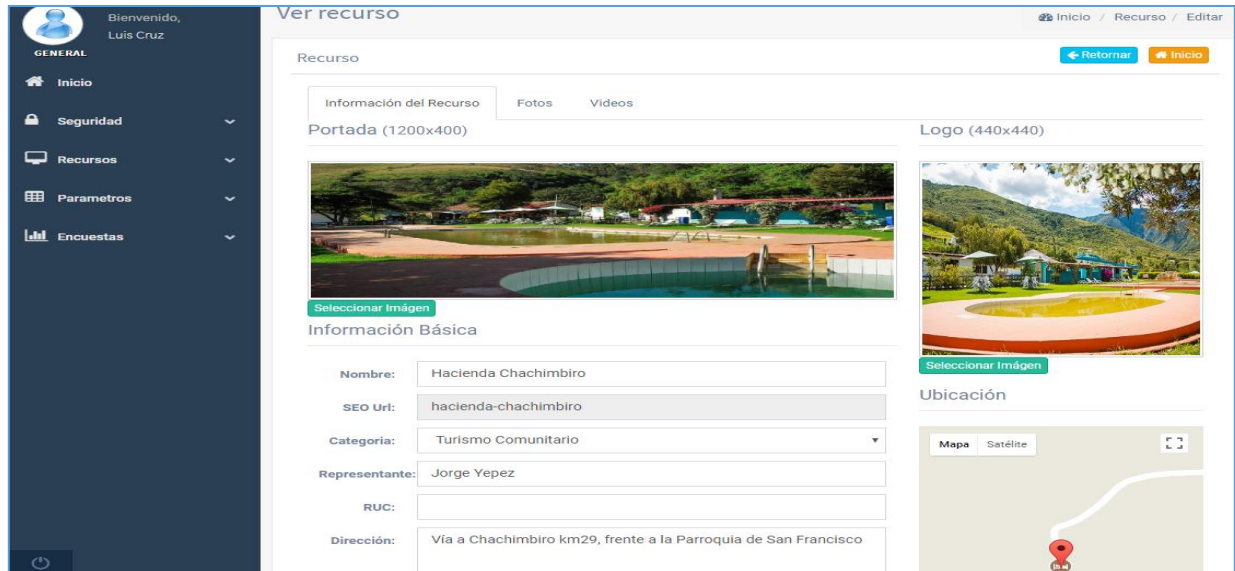 Bienvenido,
Luis Cruz
GENERAL
Inicio
Seguridad
Recursos
Parametros
Encuestas
Ver recurso
Inicio / Recurso / Editar
Recurso
Retornar
Inicio
Información del Recurso
Fotos
Videos
Portada (1200x400)
Seleccionar Imágen
Información Básica
Nombre: Hacienda Chachimbiro
SEO Url: hacienda-chachimbiro
Categoria: Turismo Comunitario
Representante: Jorge Yepez
RUC:
Dirección: Vía a Chachimbiro km29, frente a la Parroquia de San Francisco
Logo (440x440)
Seleccionar Imágen
Ubicación
Mapa Satélite